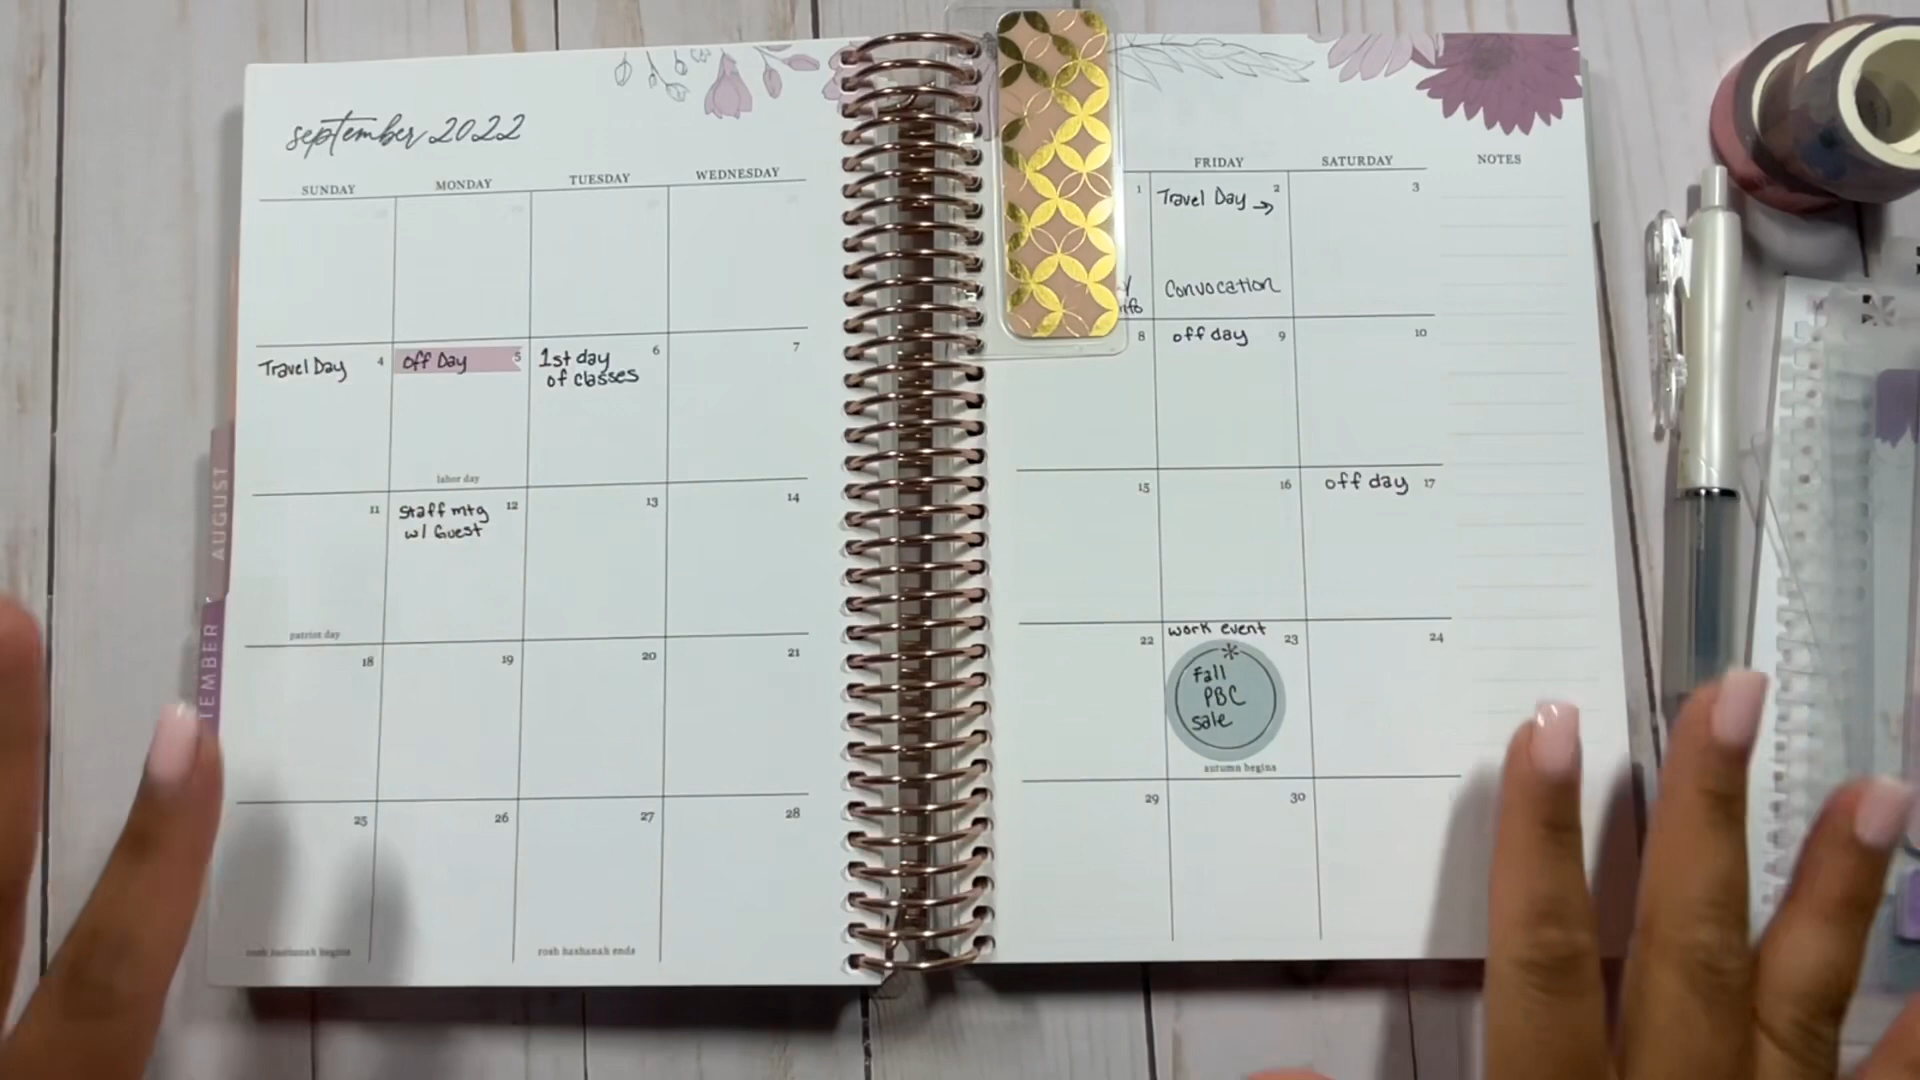 september 2022
SUNDAY MONDAY TUESDAY WEDNESDAY
FRIDAY SATURDAY NOTES
1
Travel Day → 2
Convocation
3
Travel Day 4
Off Day 5
labor day
1st day 6
of classes
7
8
off day 9
10
11
patriot day
Staff mtg 12
w/ Guest
13
14
15
16
off day 17
18
19
20
21
22
work event 23
*
Fall
PBC
sale
autumn begins
24
25
rosh hashanah begins
26
27
rosh hashanah ends
28
29
30
AUGUST
TEMBER